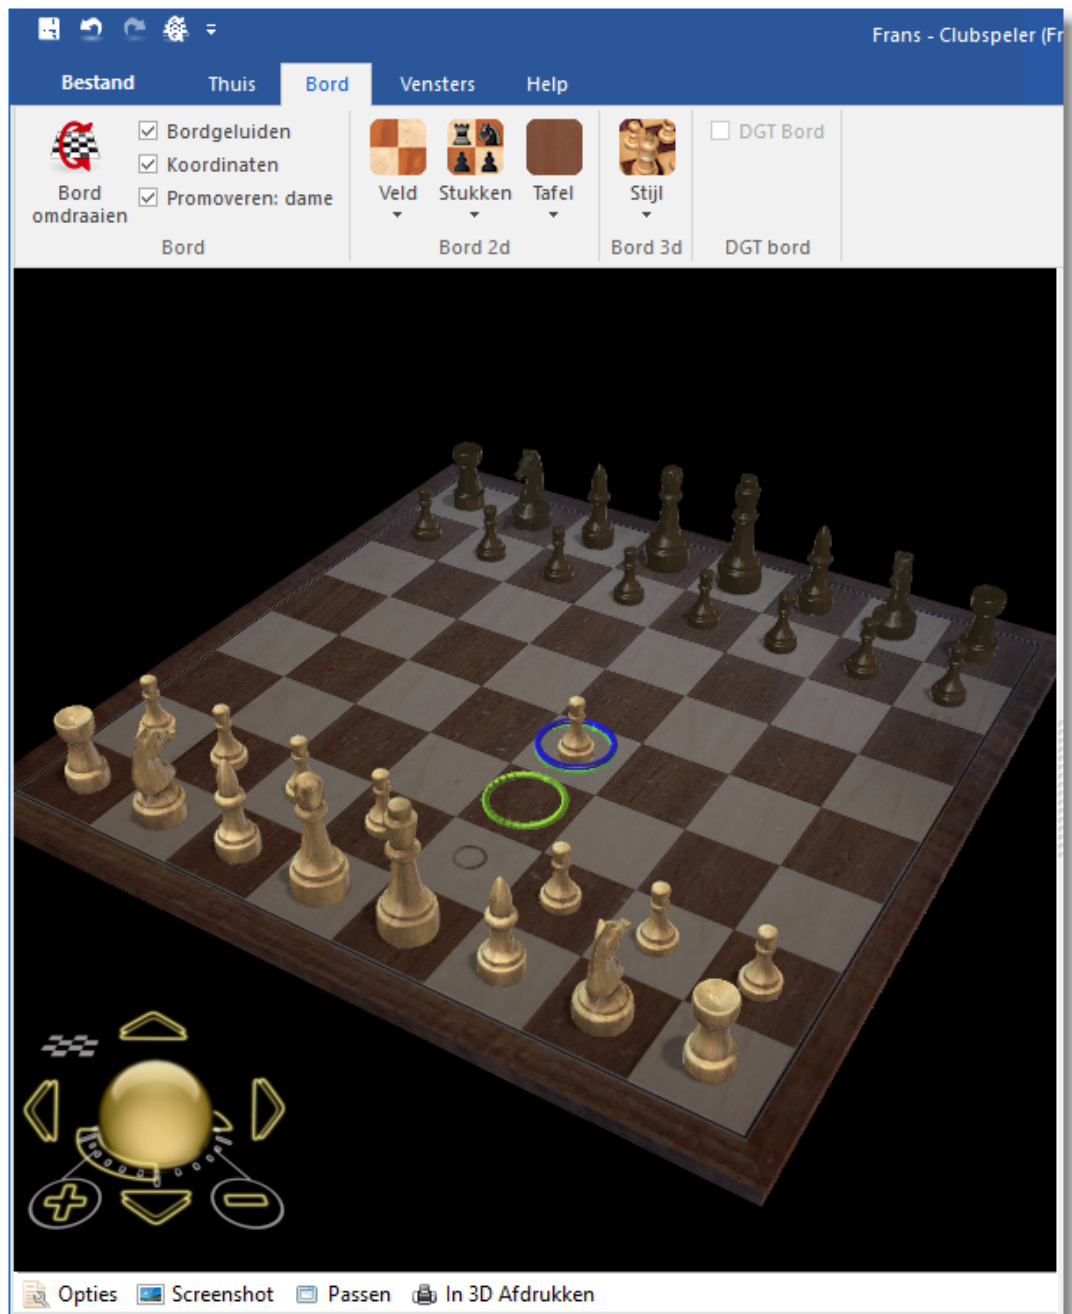 Frans - Clubspeler (Fr
Bestand Thuis Bord Vensters Help
Bordgeluiden
Koordinaten
Promoveren: dame
Bord
omdraaien
Veld Stukken Tafel Stijl
DGT Bord
Bord Bord 2d Bord 3d DGT bord
Opties Screenshot Passen In 3D Afdrukken